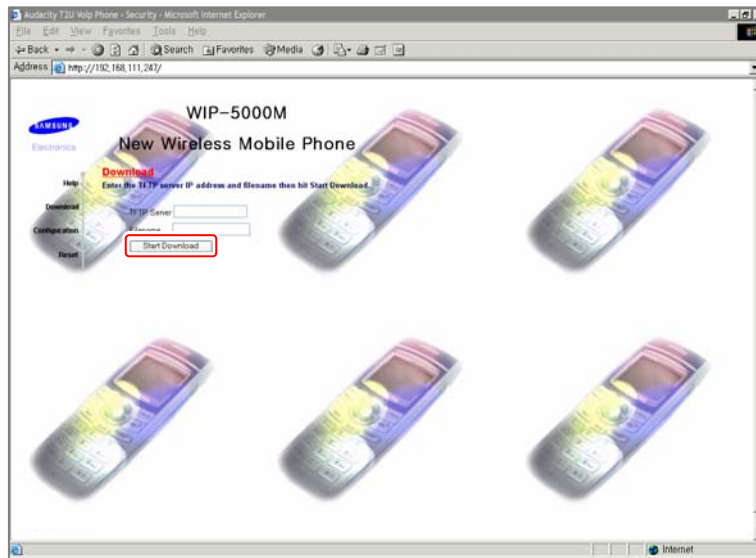 Audacity T2U Voip Phone - Security - Microsoft Internet Explorer
File Edit View Favorites Tools Help
Back Search Favorites Media
Address http://192,168,111,247/
SAMSUNG
Electronics
WIP-5000M
New Wireless Mobile Phone
Download
Enter the TFTP server IP address and filename then hit Start Download.
Help
Download
Configuration
Reset
TFTP Server
Filename
Start Download
Internet